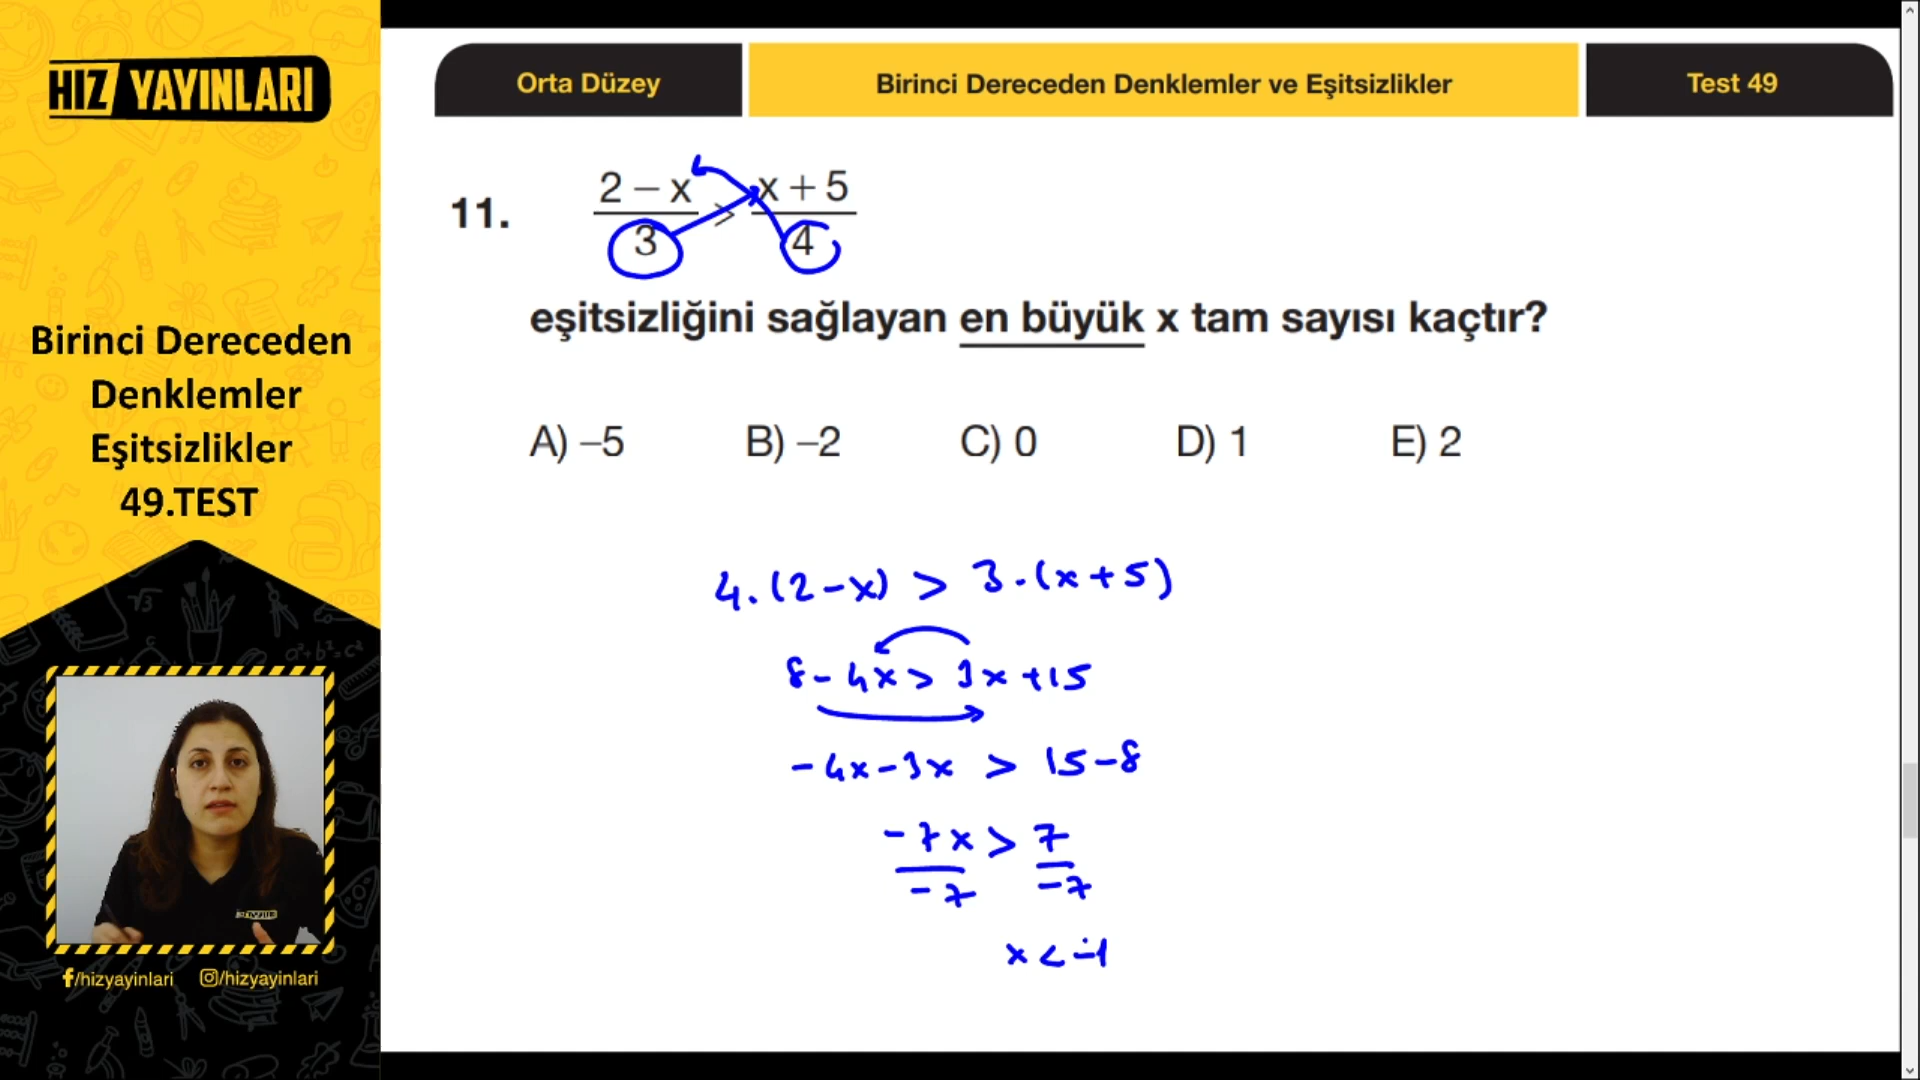 HIZ YAYINLARI
Birinci Dereceden
Denklemler
Eşitsizlikler
49.TEST
/hizyayinlari /hizyayinlari
Orta Düzey
Birinci Dereceden Denklemler ve Eşitsizlikler
Test 49
11. (2 – x)/3 > (x + 5)/4
eşitsizliğini sağlayan en büyük x tam sayısı kaçtır?
A) –5 B) –2 C) 0 D) 1 E) 2
4.(2-x) > 3.(x+5)
8-4x > 3x+15
-4x-3x > 15-8
-7x/-7 > 7/-7
x < -1